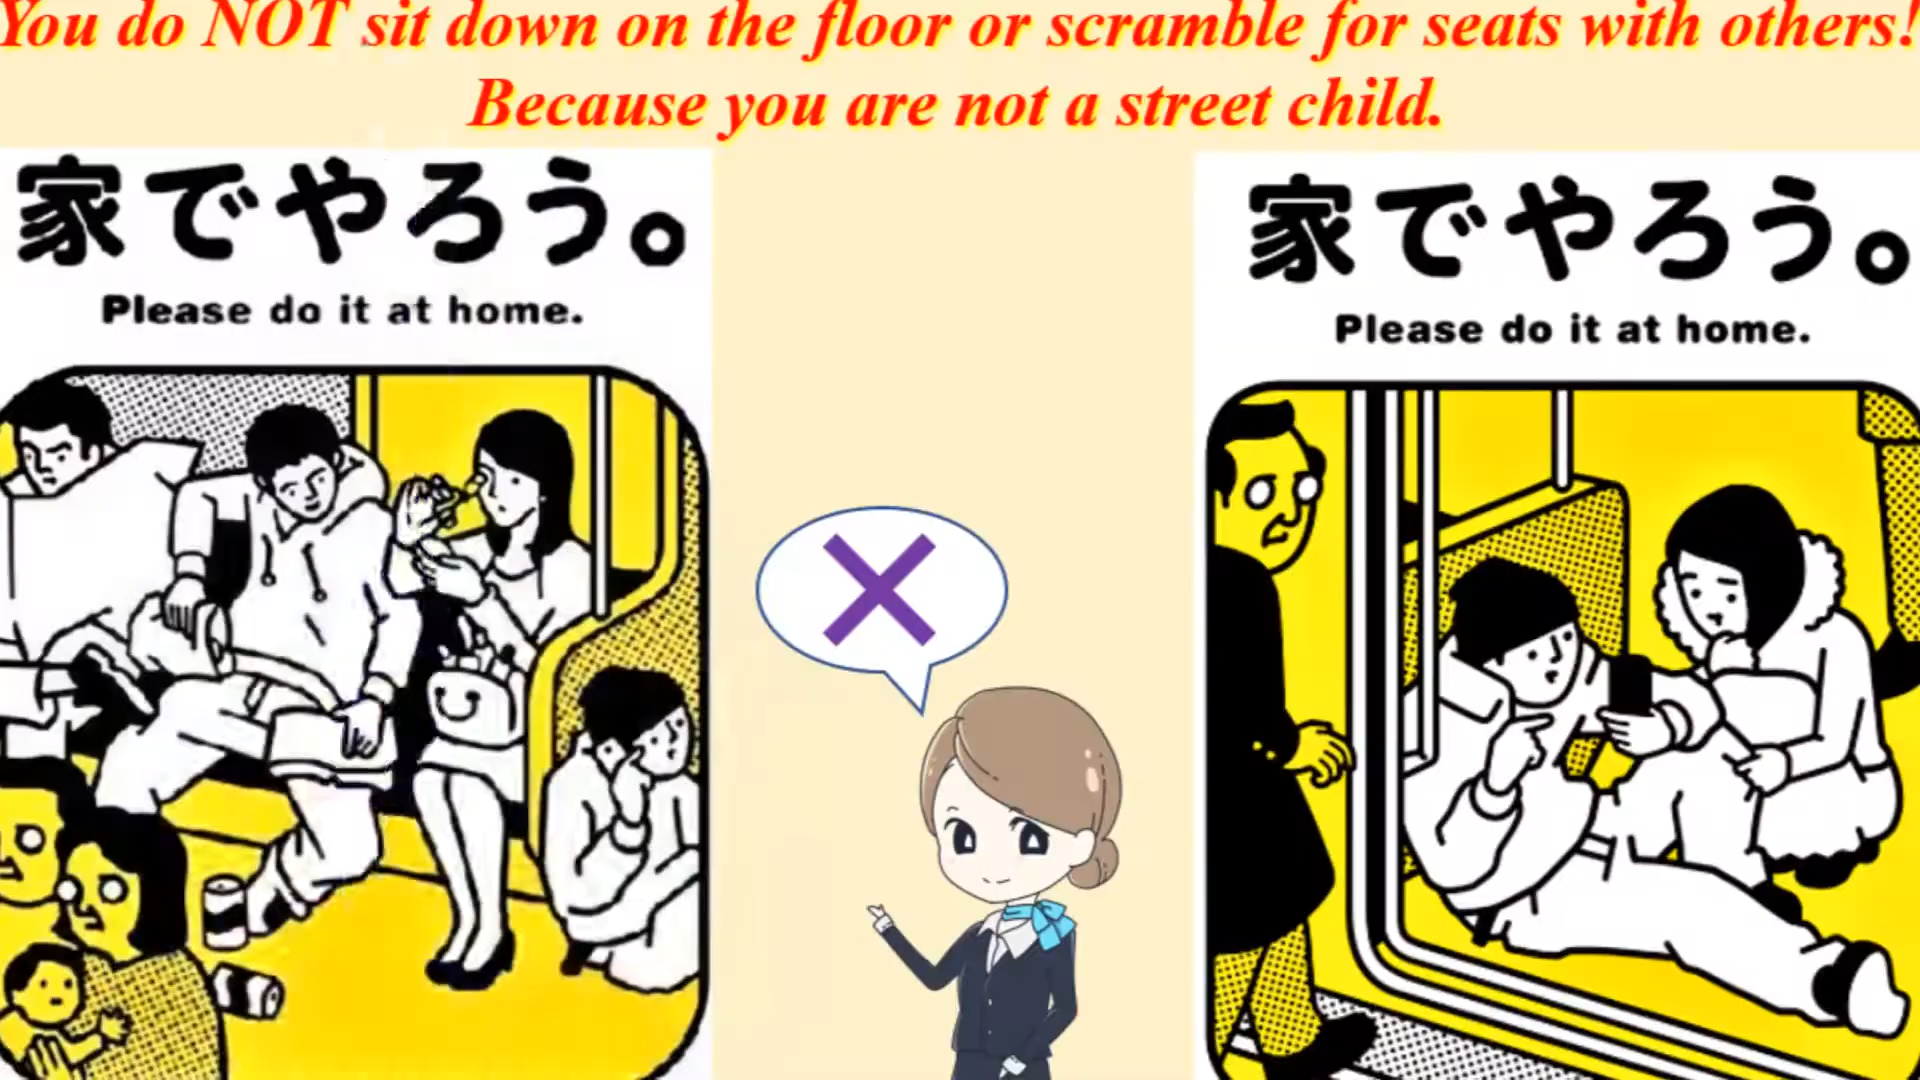 You do NOT sit down on the floor or scramble for seats with others!
Because you are not a street child.
家でやろう。
Please do it at home.
家でやろう。
Please do it at home.